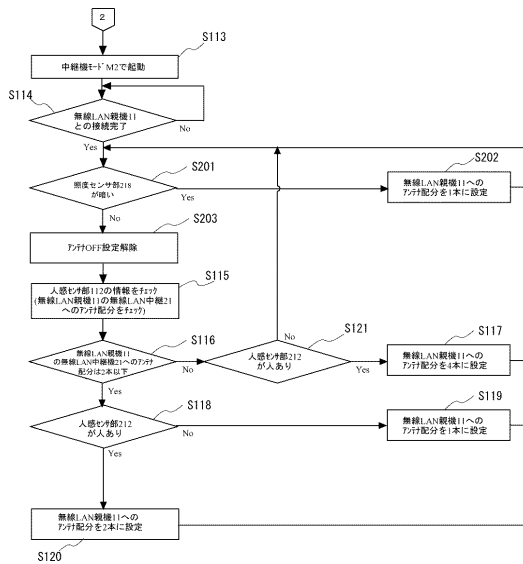 2
S113
中継機モードM2で起動
S114
無線LAN親機11
との接続完了
No
Yes
S201
照度センサ部218
が暗い
Yes
No
S202
無線LAN親機11への
アンテナ配分を1本に設定
S203
アンテナOFF設定解除
S115
人感センサ部112の情報をチェック
(無線LAN親機11の無線LAN中継21
へのアンテナ配分をチェック)
S116
無線LAN親機11
の無線LAN中継機21へのアンテナ
配分は2本以下
No
Yes
S121
人感センサ部212
が人あり
No
Yes
S117
無線LAN親機11への
アンテナ配分を4本に設定
S118
人感センサ部212
が人あり
No
Yes
S119
無線LAN親機11への
アンテナ配分を1本に設定
無線LAN親機11への
アンテナ配分を2本に設定
S120